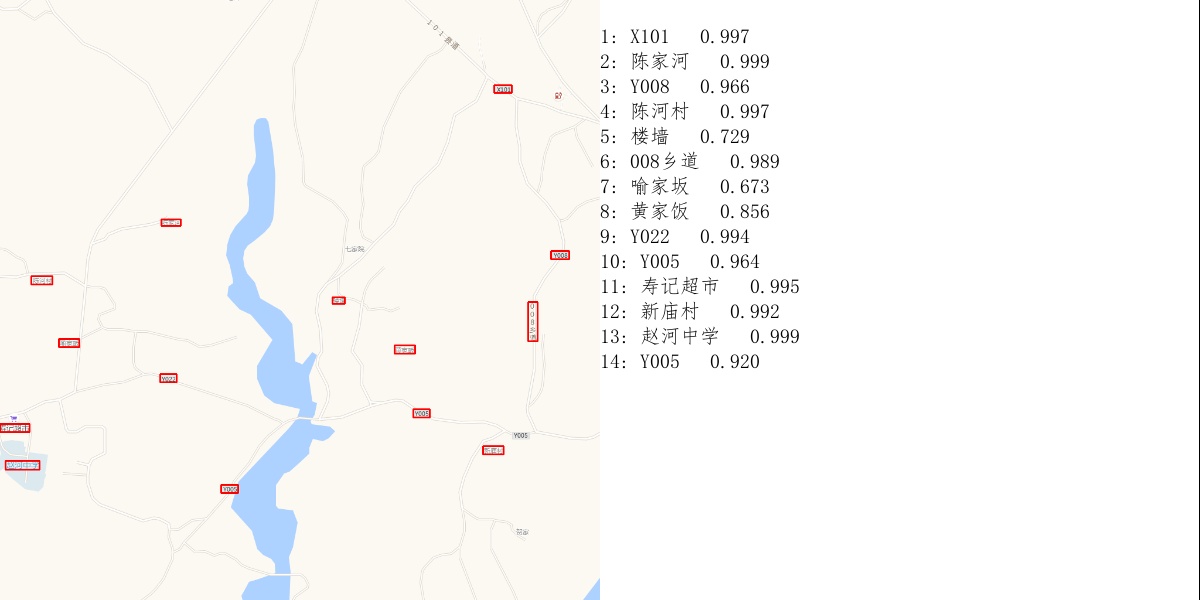 101县道
X101
七家院
Y005
贺家
1: X101 0.997
2: 陈家河 0.999
3: Y008 0.966
4: 陈河村 0.997
5: 楼墙 0.729
6: 008乡道 0.989
7: 喻家坂 0.673
8: 黄家饭 0.856
9: Y022 0.994
10: Y005 0.964
11: 寿记超市 0.995
12: 新庙村 0.992
13: 赵河中学 0.999
14: Y005 0.920